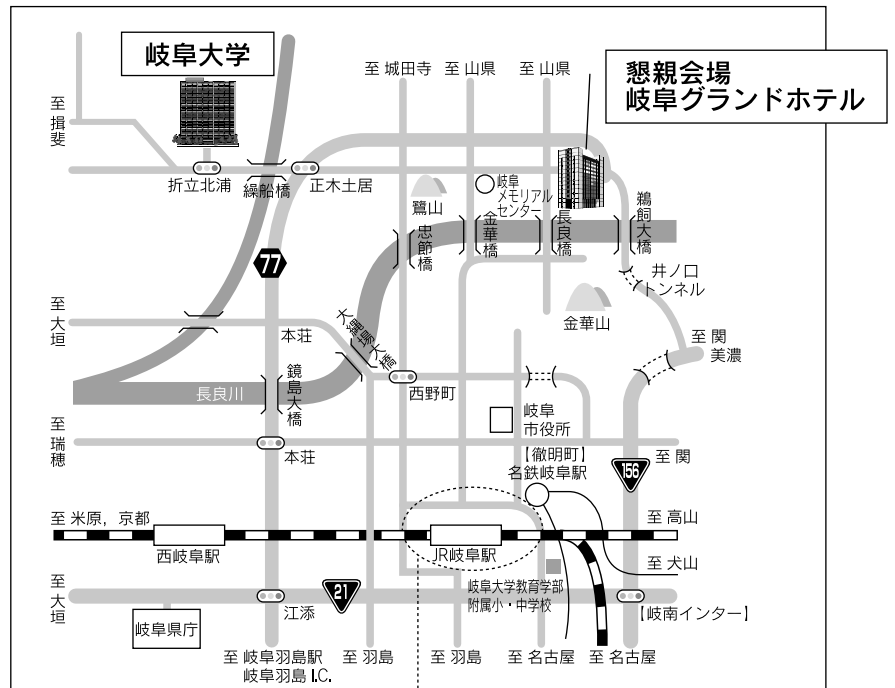 岐阜大学
懇親会場
岐阜グランドホテル
至 城田寺
至 山県
至 山県
至 揖斐
折立北浦
繰船橋
正木土居
鷺山
岐阜
メモリアル
センター
忠節橋
金華橋
長良橋
鵜飼大橋
77
井ノ口
トンネル
至 大垣
本荘
大縄場大橋
金華山
至 関
美濃
長良川
鏡島大橋
西野町
岐阜
市役所
至 瑞穂
本荘
【徹明町】
名鉄岐阜駅
156
至 関
至 米原，京都
西岐阜駅
JR岐阜駅
至 高山
至 犬山
至 大垣
21
江添
岐阜大学教育学部
附属小・中学校
【岐南インター】
岐阜県庁
至 岐阜羽島駅
岐阜羽島 I.C.
至 羽島
至 羽島
至 名古屋
至 名古屋